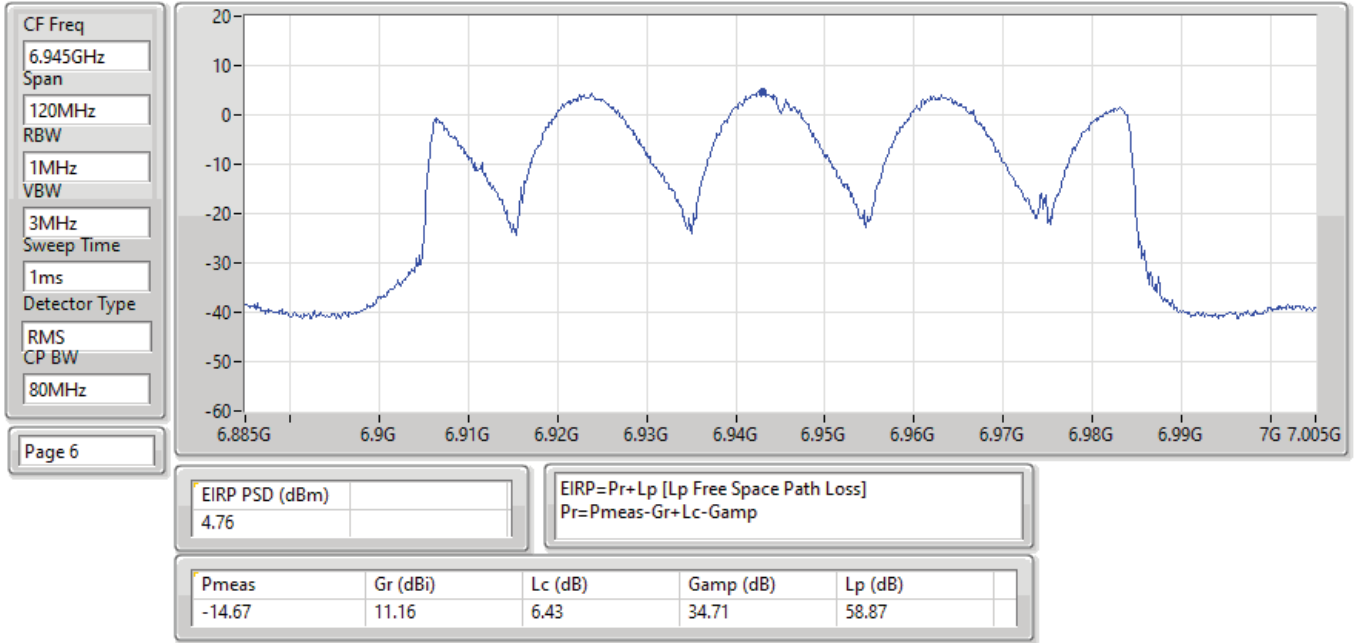 CF Freq
6.945GHz
Span
120MHz
RBW
1MHz
VBW
3MHz
Sweep Time
1ms
Detector Type
RMS
CP BW
80MHz
Page 6
20
10
0
-10
-20
-30
-40
-50
-60
6.885G 6.9G 6.91G 6.92G 6.93G 6.94G 6.95G 6.96G 6.97G 6.98G 6.99G 7G 7.005G
EIRP PSD (dBm)
4.76
EIRP=Pr+Lp [Lp Free Space Path Loss]
Pr=Pmeas-Gr+Lc-Gamp
Pmeas Gr (dBi) Lc (dB) Gamp (dB) Lp (dB)
-14.67 11.16 6.43 34.71 58.87